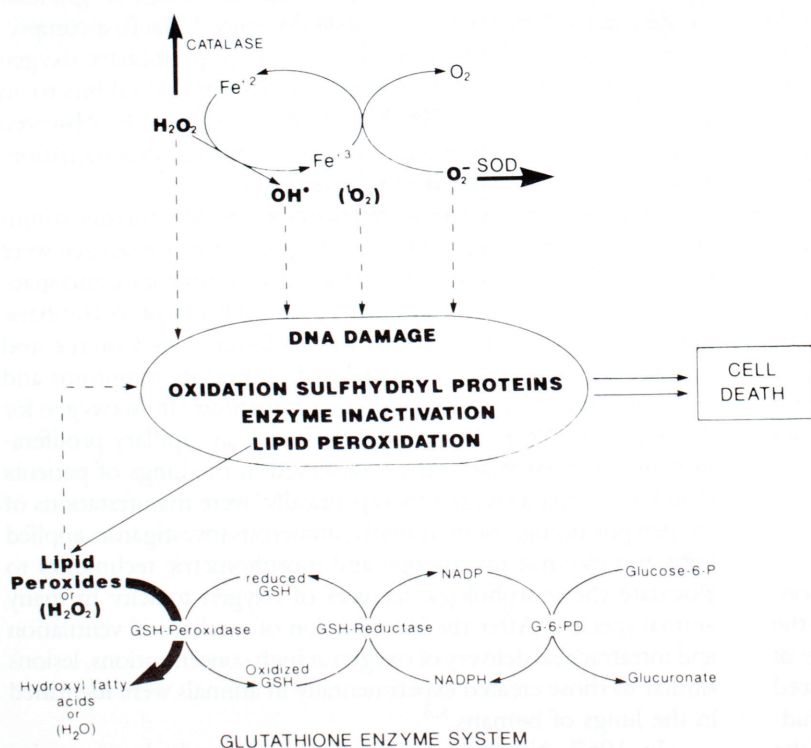 CATALASE
Fe⁺² O₂
H₂O₂
Fe⁺³ O₂⁻ SOD
OH• (¹O₂)
DNA DAMAGE
OXIDATION SULFHYDRYL PROTEINS
ENZYME INACTIVATION
LIPID PEROXIDATION
CELL
DEATH
Lipid
Peroxides
or
(H₂O₂)
reduced
GSH
NADP
Glucose-6-P
GSH-Peroxidase GSH-Reductase G-6-PD
Oxidized
GSH
NADPH
Glucuronate
Hydroxyl fatty
acids
or
(H₂O)
GLUTATHIONE ENZYME SYSTEM